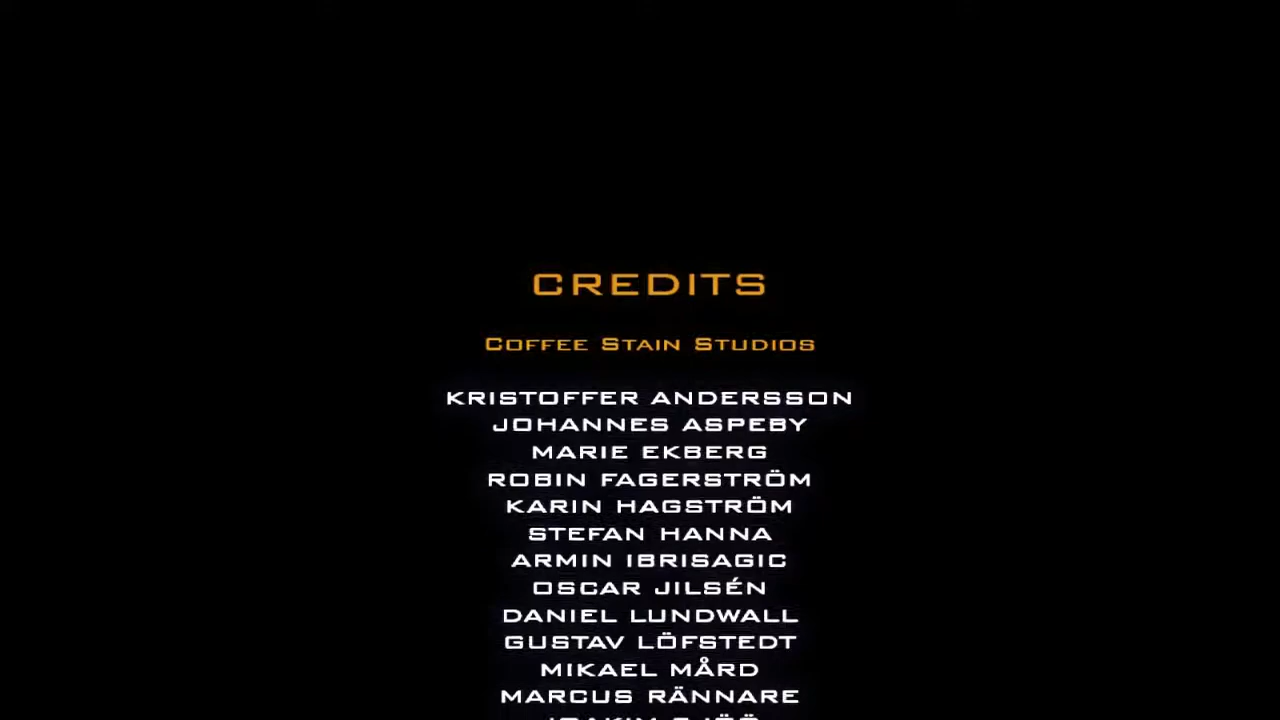 CREDITS
COFFEE STAIN STUDIOS
KRISTOFFER ANDERSSON
JOHANNES ASPEBY
MARIE EKBERG
ROBIN FAGERSTRÖM
KARIN HAGSTRÖM
STEFAN HANNA
ARMIN IBRISAGIC
OSCAR JILSÉN
DANIEL LUNDWALL
GUSTAV LÖFSTEDT
MIKAEL MÅRD
MARCUS RÄNNARE